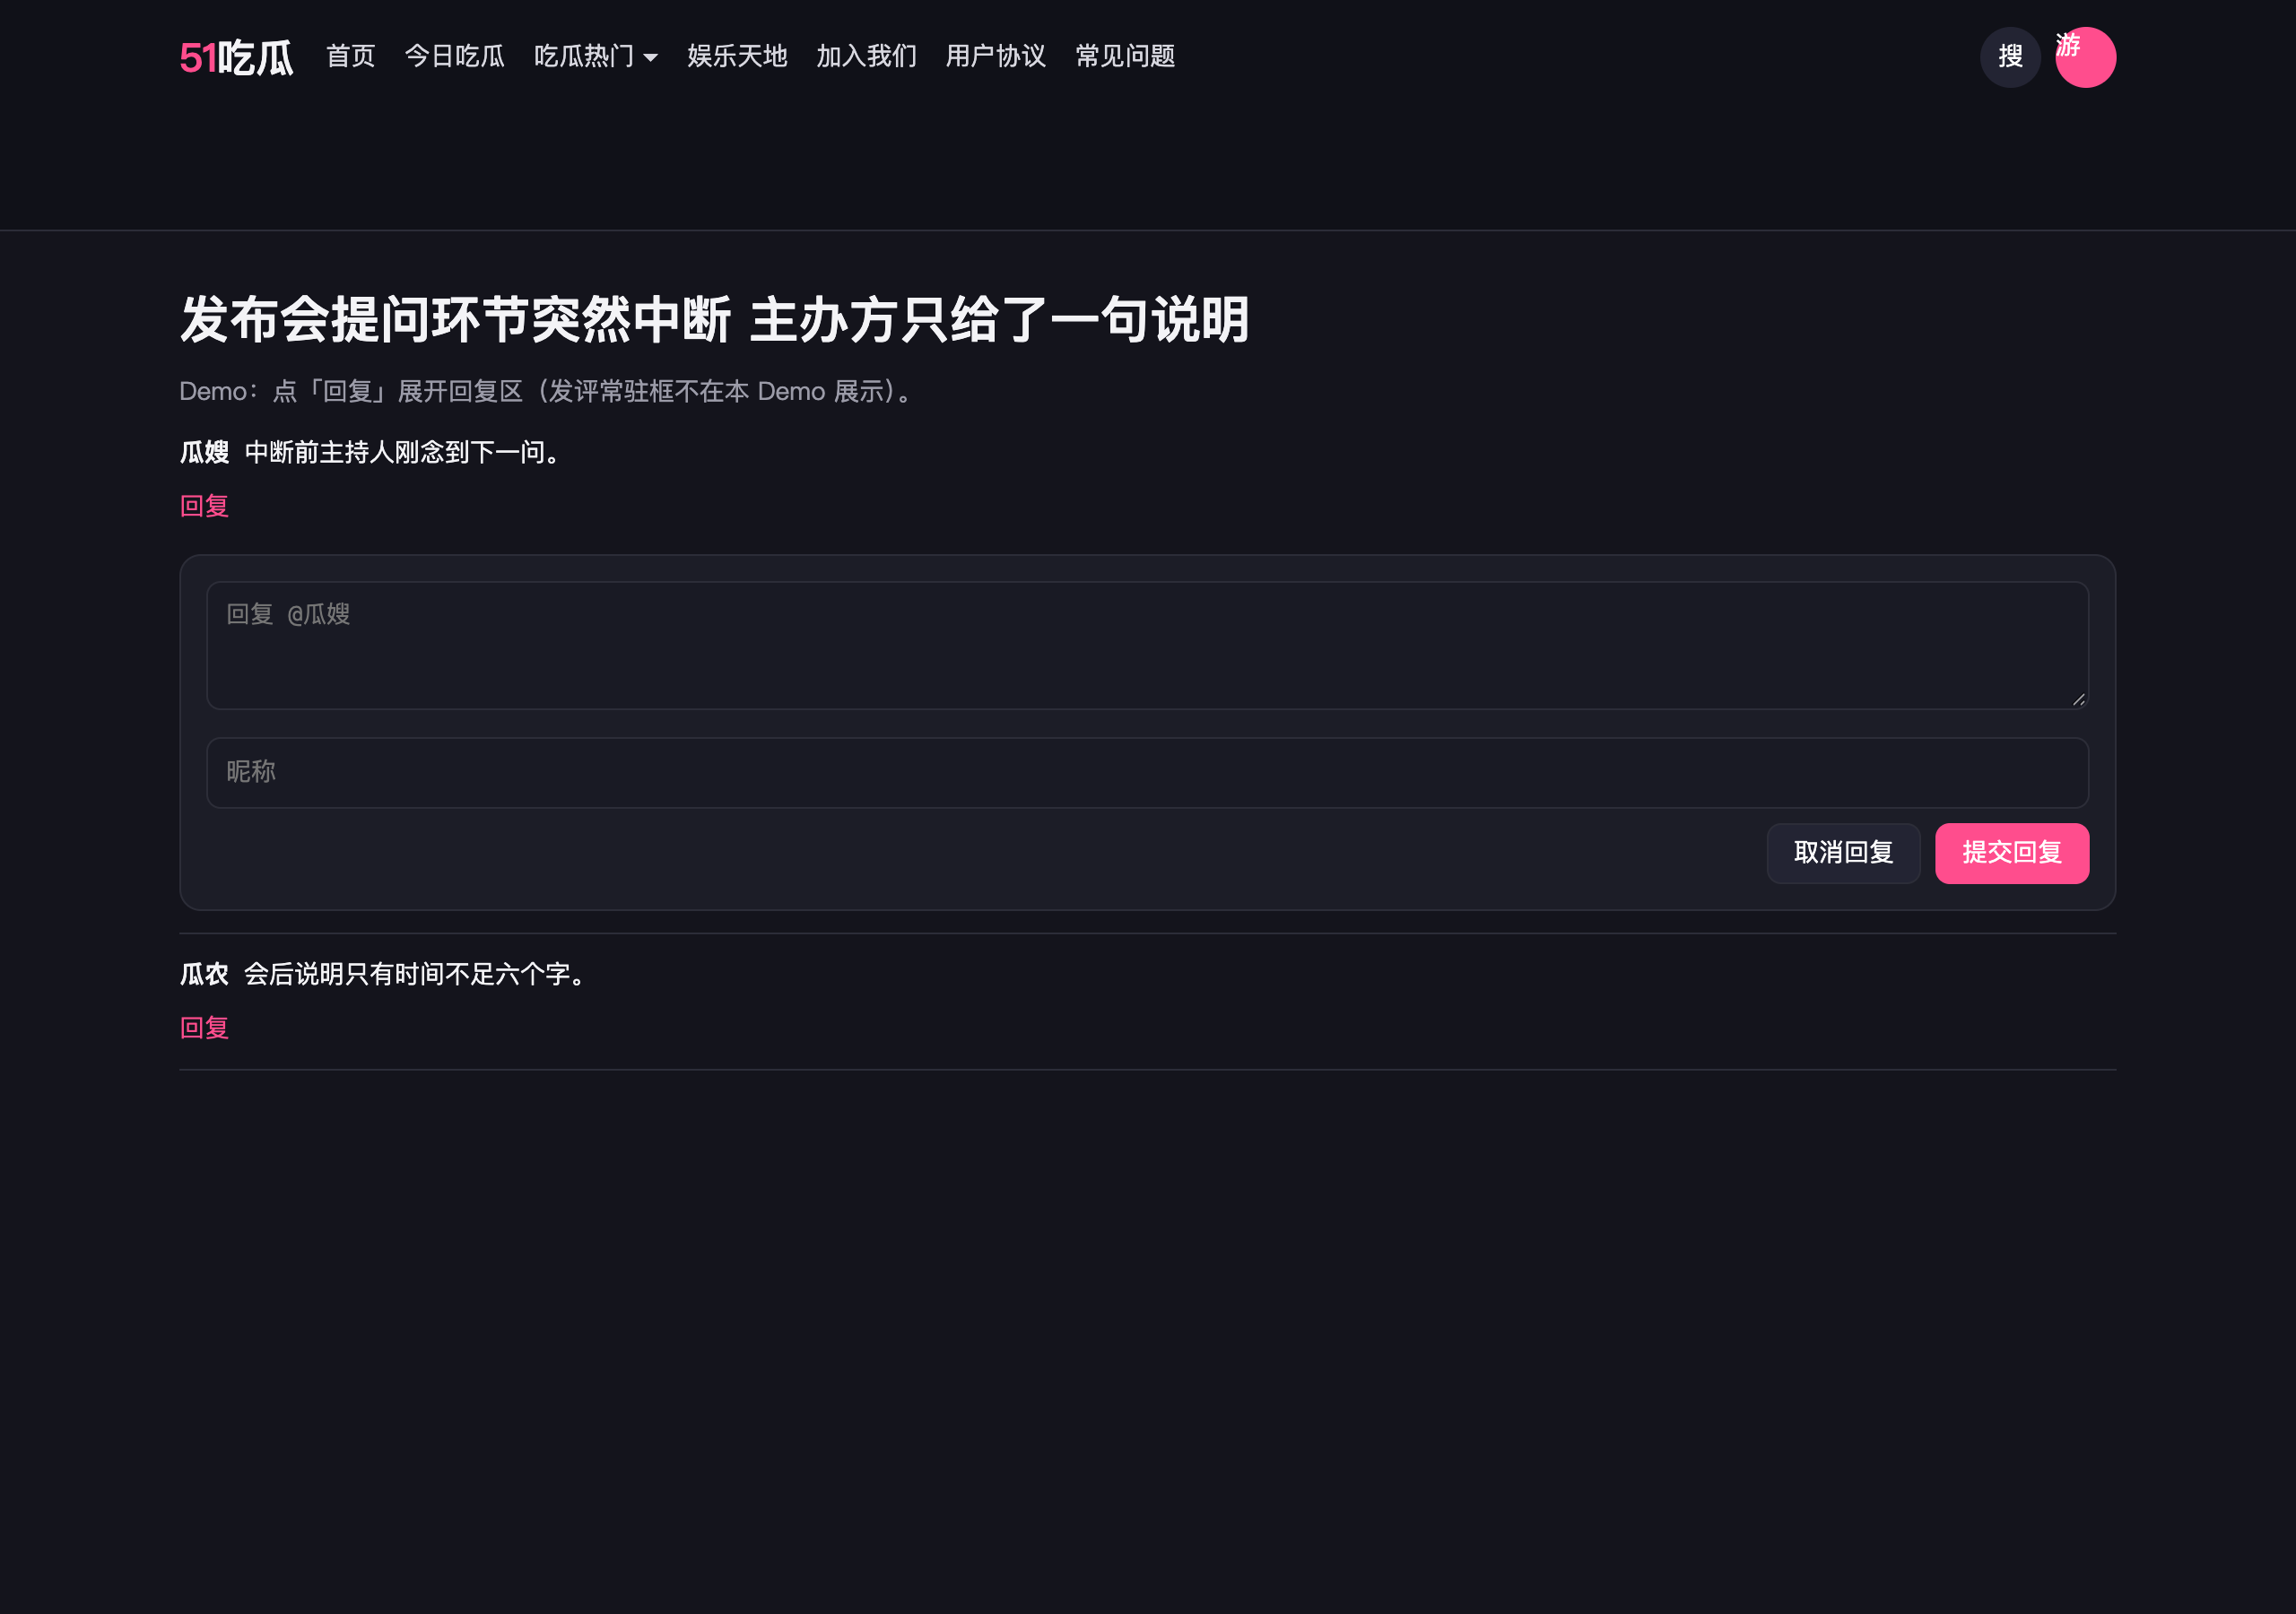 51吃瓜 首页 今日吃瓜 吃瓜热门 娱乐天地 加入我们 用户协议 常见问题 搜 游
发布会提问环节突然中断 主办方只给了一句说明
Demo：点「回复」展开回复区（发评常驻框不在本 Demo 展示）。
瓜嫂 中断前主持人刚念到下一问。
回复
回复 @瓜嫂
昵称
取消回复 提交回复
瓜农 会后说明只有时间不足六个字。
回复